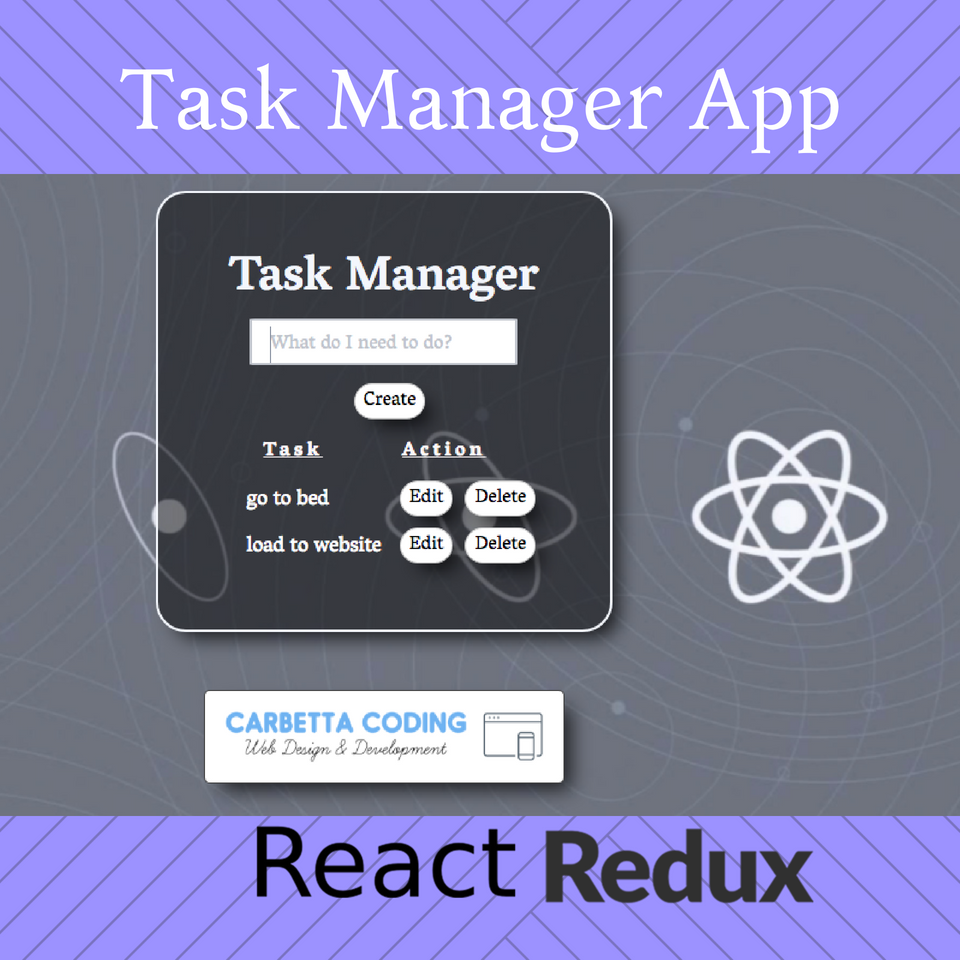 Task Manager App
Task Manager
What do I need to do?
Create
Task Action
go to bed Edit Delete
load to website Edit Delete
CARBETTA CODING
Web Design & Development
React Redux